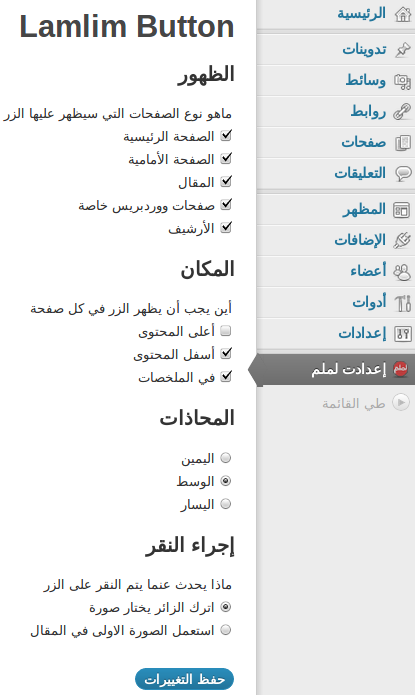 الرئيسية
تدوينات
وسائط
روابط
صفحات
التعليقات
المظهر
الإضافات
أعضاء
أدوات
إعدادات
إعدادت لملم
طي القائمة
Lamlim Button
الظهور
ماهو نوع الصفحات التي سيظهر عليها الزر
الصفحة الرئيسية
الصفحة الأمامية
المقال
صفحات ووردبريس خاصة
الأرشيف
المكان
أين يجب أن يظهر الزر في كل صفحة
أعلى المحتوى
أسفل المحتوى
في الملخصات
المحاذات
اليمين
الوسط
اليسار
إجراء النقر
ماذا يحدث عنما يتم النقر على الزر
اترك الزائر يختار صورة
استعمل الصورة الاولى في المقال
حفظ التغييرات